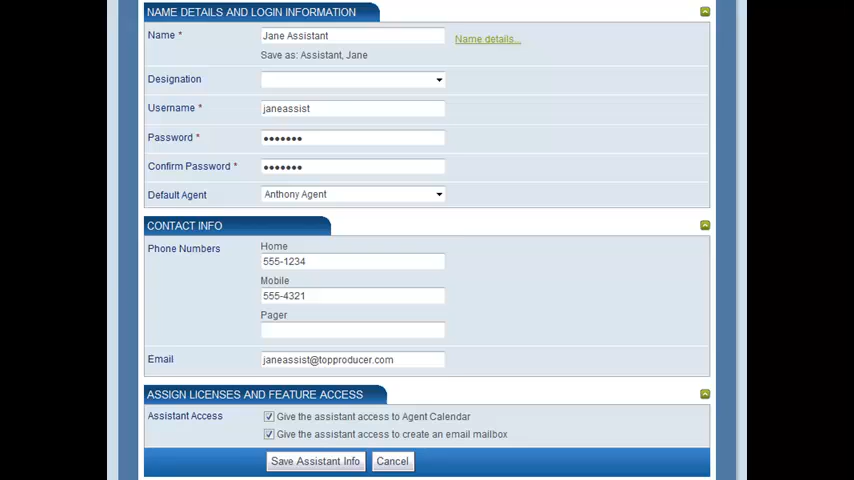 NAME DETAILS AND LOGIN INFORMATION
Name * Jane Assistant Name details...
Save as: Assistant, Jane
Designation
Username * janeassist
Password * •••••••
Confirm Password * •••••••
Default Agent Anthony Agent
CONTACT INFO
Phone Numbers Home
555-1234
Mobile
555-4321
Pager
Email janeassist@topproducer.com
ASSIGN LICENSES AND FEATURE ACCESS
Assistant Access Give the assistant access to Agent Calendar
Give the assistant access to create an email mailbox
Save Assistant Info Cancel